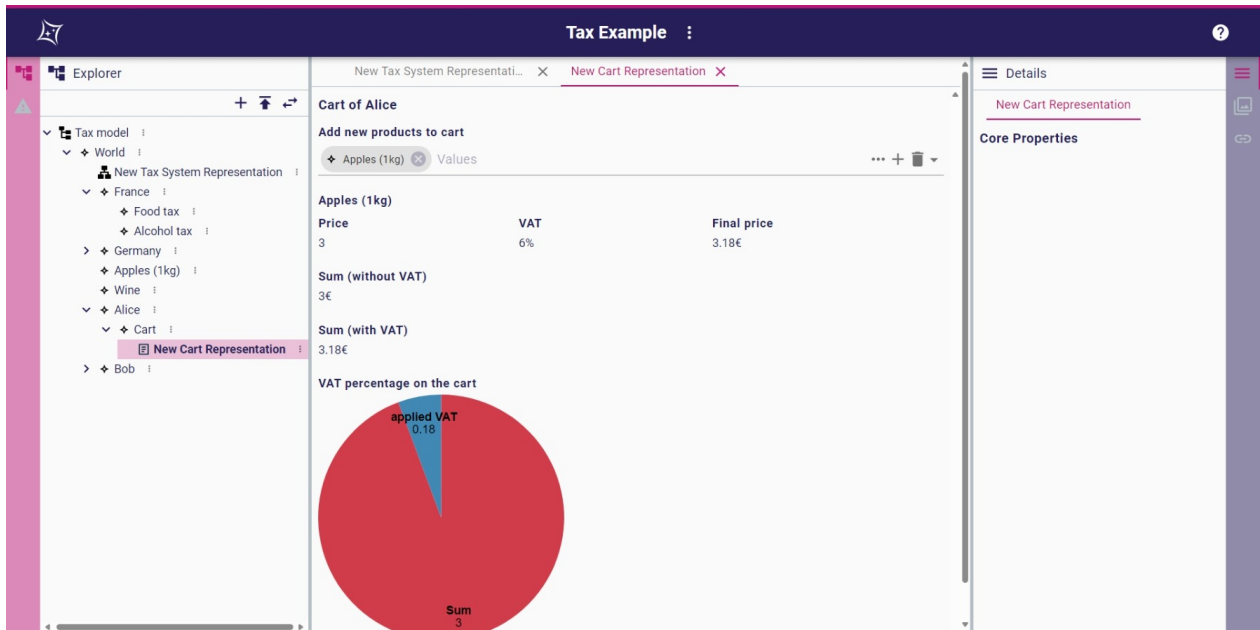 Tax Example
Explorer
Tax model
World
New Tax System Representation
France
Food tax
Alcohol tax
Germany
Apples (1kg)
Wine
Alice
Cart
New Cart Representation
Bob
New Tax System Representati...
New Cart Representation
Cart of Alice
Add new products to cart
Apples (1kg) Values
Apples (1kg)
Price VAT Final price
3 6% 3.18€
Sum (without VAT)
3€
Sum (with VAT)
3.18€
VAT percentage on the cart
applied VAT
0.18
Sum
3
Details
New Cart Representation
Core Properties